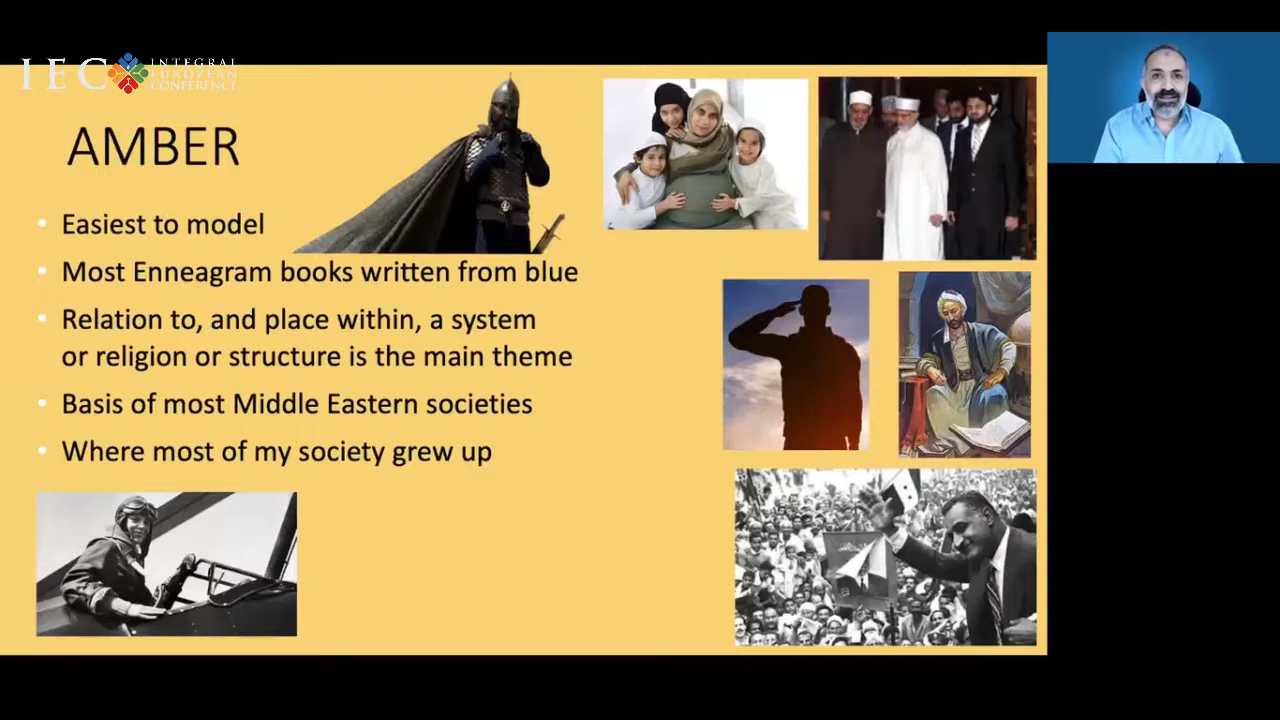 IEC INTEGRAL
EUROPEAN
CONFERENCE
AMBER
• Easiest to model
• Most Enneagram books written from blue
• Relation to, and place within, a system
or religion or structure is the main theme
• Basis of most Middle Eastern societies
• Where most of my society grew up